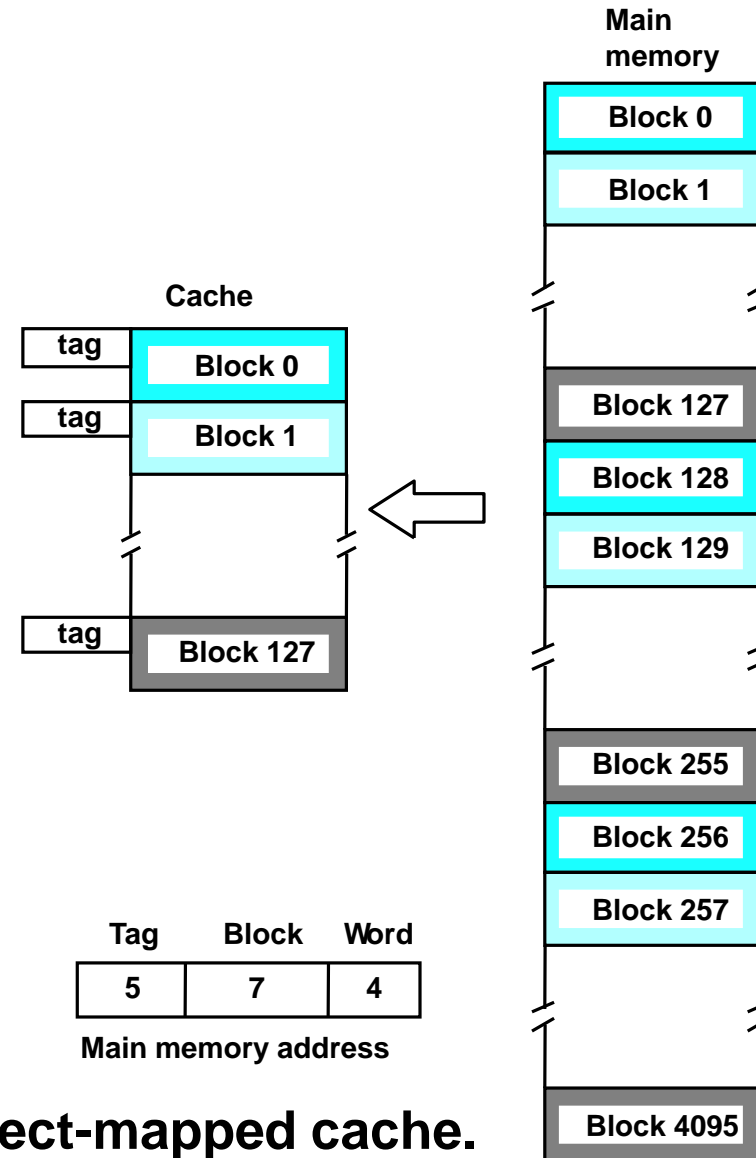 Main
memory
Block 0
Block 1
Cache
tag
Block 0
tag
Block 1
tag
Block 127
Block 127
Block 128
Block 129
Block 255
Block 256
Block 257
Block 4095
Tag Block Word
5 7 4
Main memory address
ect-mapped cache.